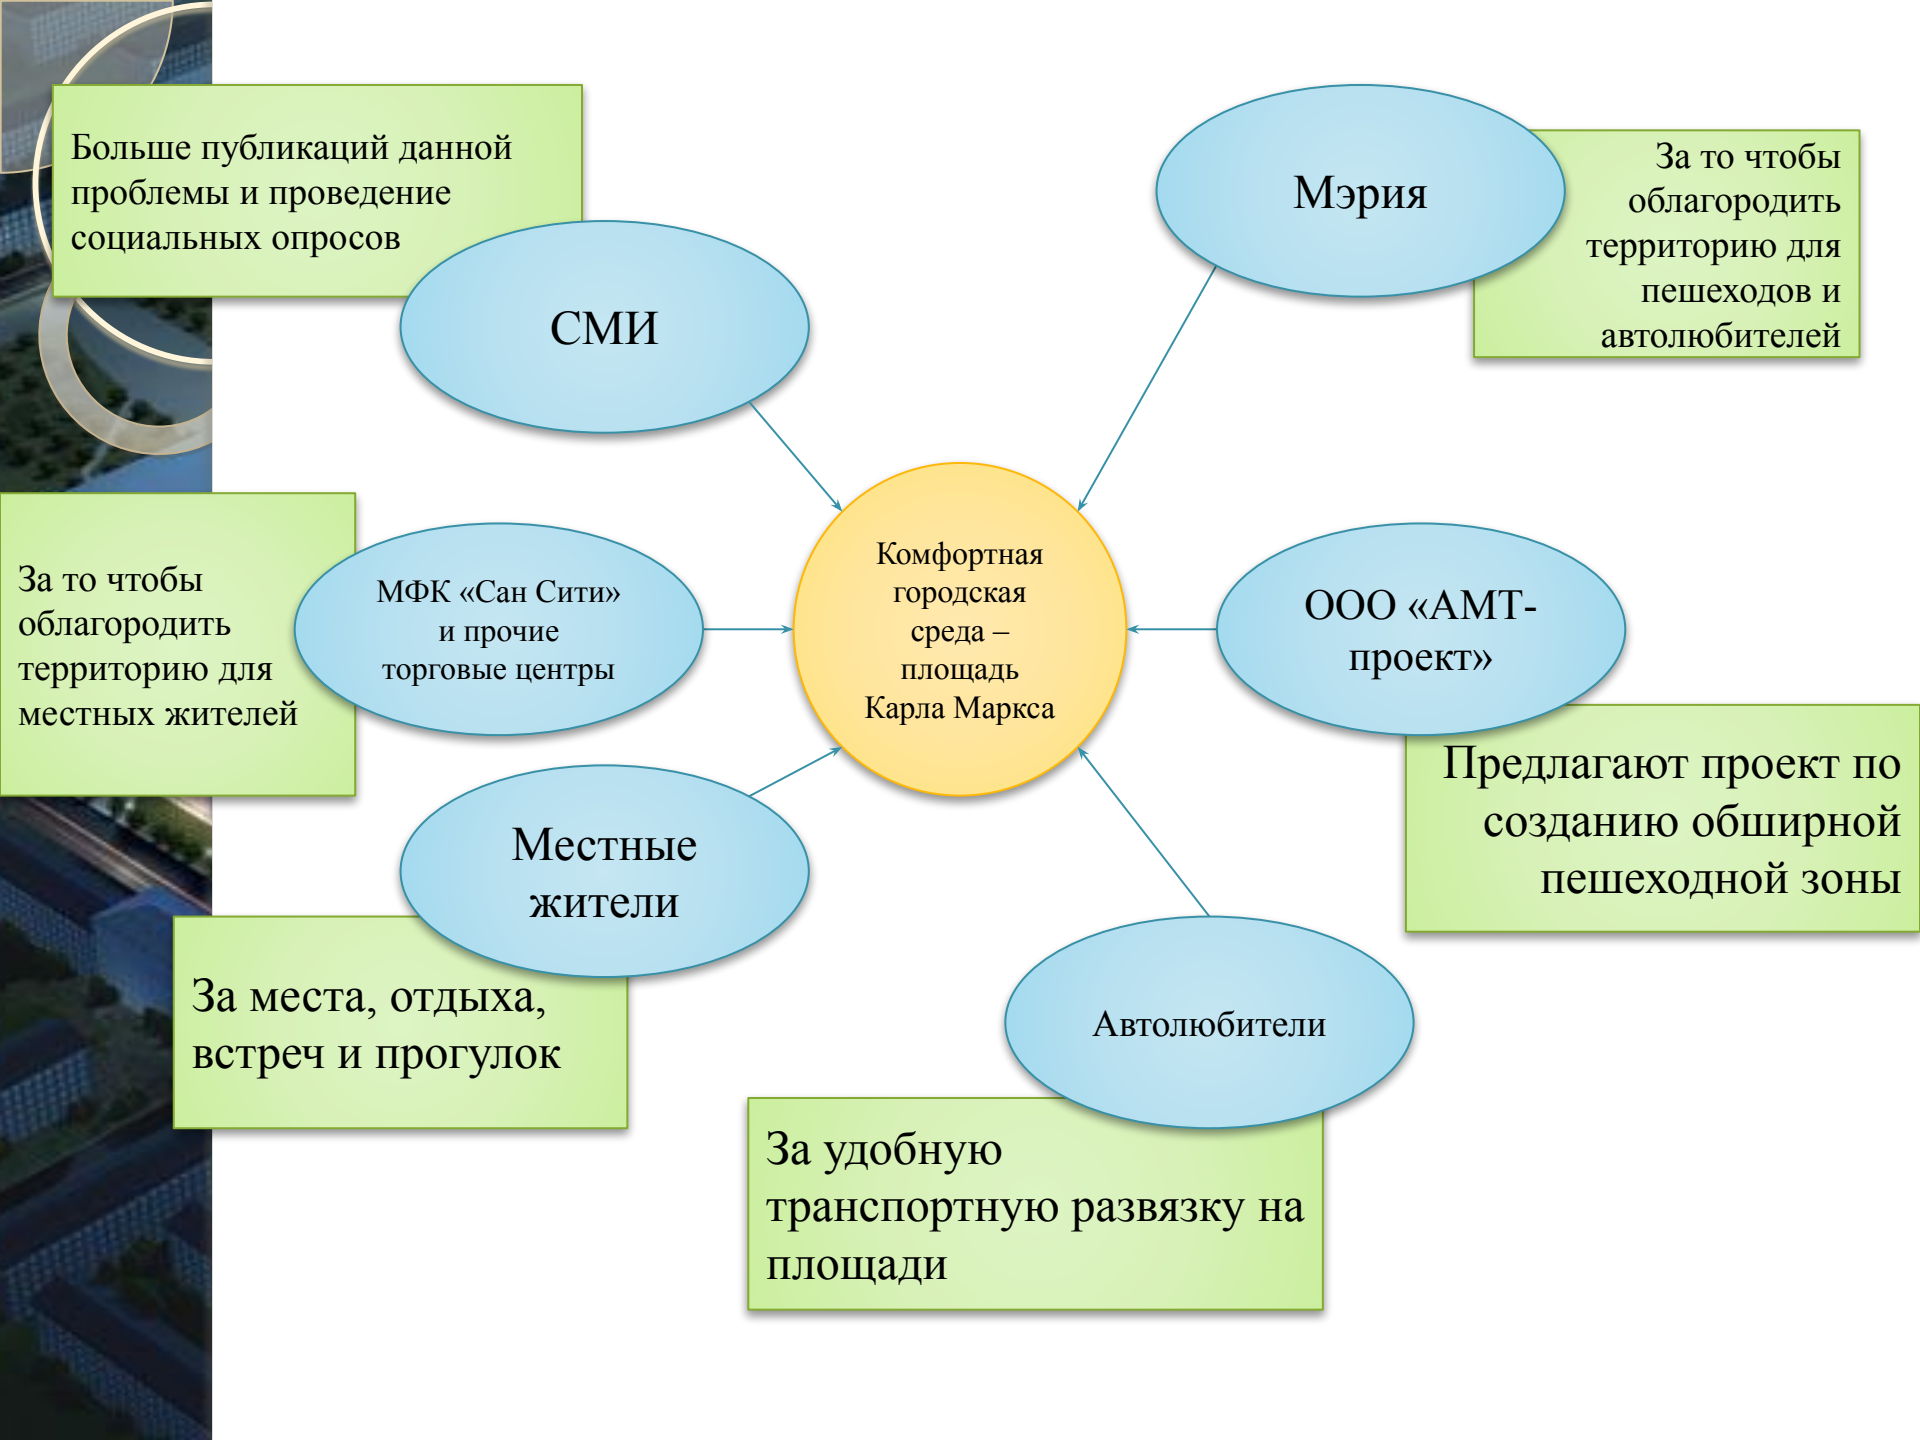 Больше публикаций данной
проблемы и проведение
социальных опросов
СМИ
Мэрия
За то чтобы
облагородить
территорию для
пешеходов и
автолюбителей
За то чтобы
облагородить
территорию для
местных жителей
МФК «Сан Сити»
и прочие
торговые центры
Комфортная
городская
среда –
площадь
Карла Маркса
ООО «АМТ-
проект»
Предлагают проект по
созданию обширной
пешеходной зоны
Местные
жители
За места, отдыха,
встреч и прогулок
Автолюбители
За удобную
транспортную развязку на
площади